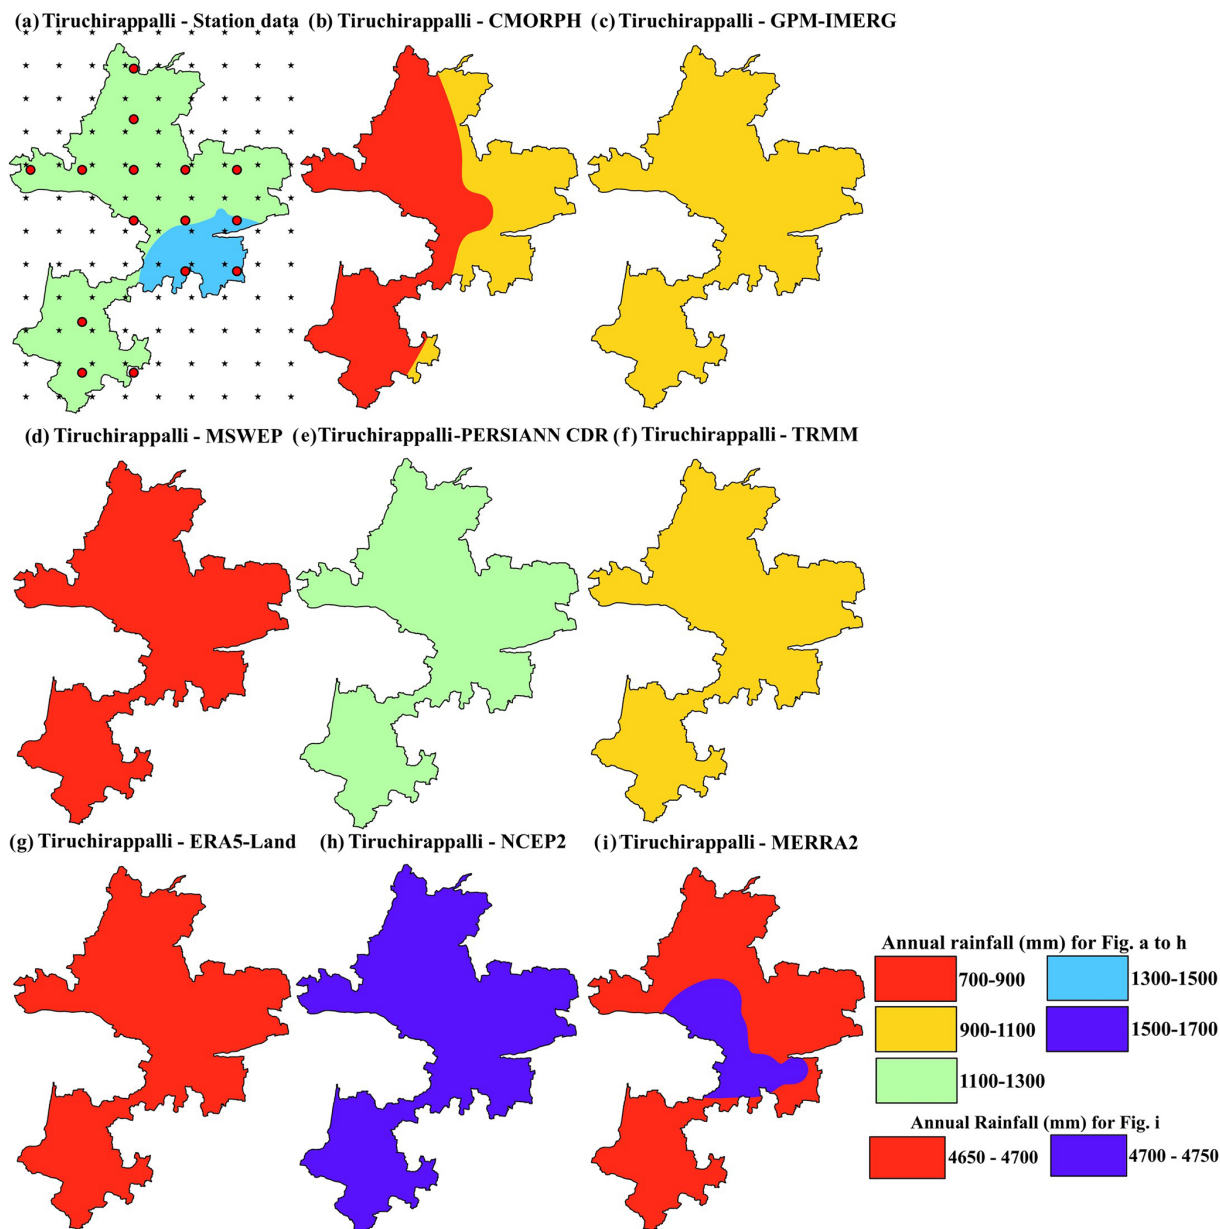 (a) Tiruchirappalli - Station data (b) Tiruchirappalli - CMORPH (c) Tiruchirappalli - GPM-IMERG
(d) Tiruchirappalli - MSWEP (e)Tiruchirappalli-PERSIANN CDR (f) Tiruchirappalli - TRMM
(g) Tiruchirappalli - ERA5-Land (h) Tiruchirappalli - NCEP2 (i) Tiruchirappalli - MERRA2
Annual rainfall (mm) for Fig. a to h
700-900 1300-1500
900-1100 1500-1700
1100-1300
Annual Rainfall (mm) for Fig. i
4650 - 4700 4700 - 4750